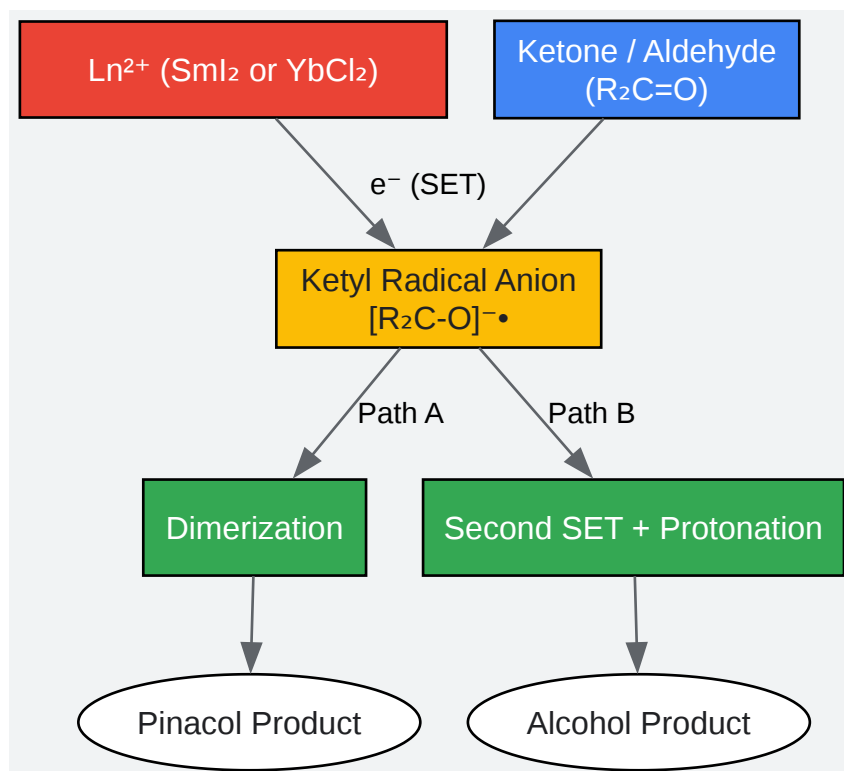 Ln²⁺ (SmI₂ or YbCl₂)
Ketone / Aldehyde
(R₂C=O)
e⁻ (SET)
Ketyl Radical Anion
[R₂C-O]⁻•
Path A
Path B
Dimerization
Second SET + Protonation
Pinacol Product
Alcohol Product